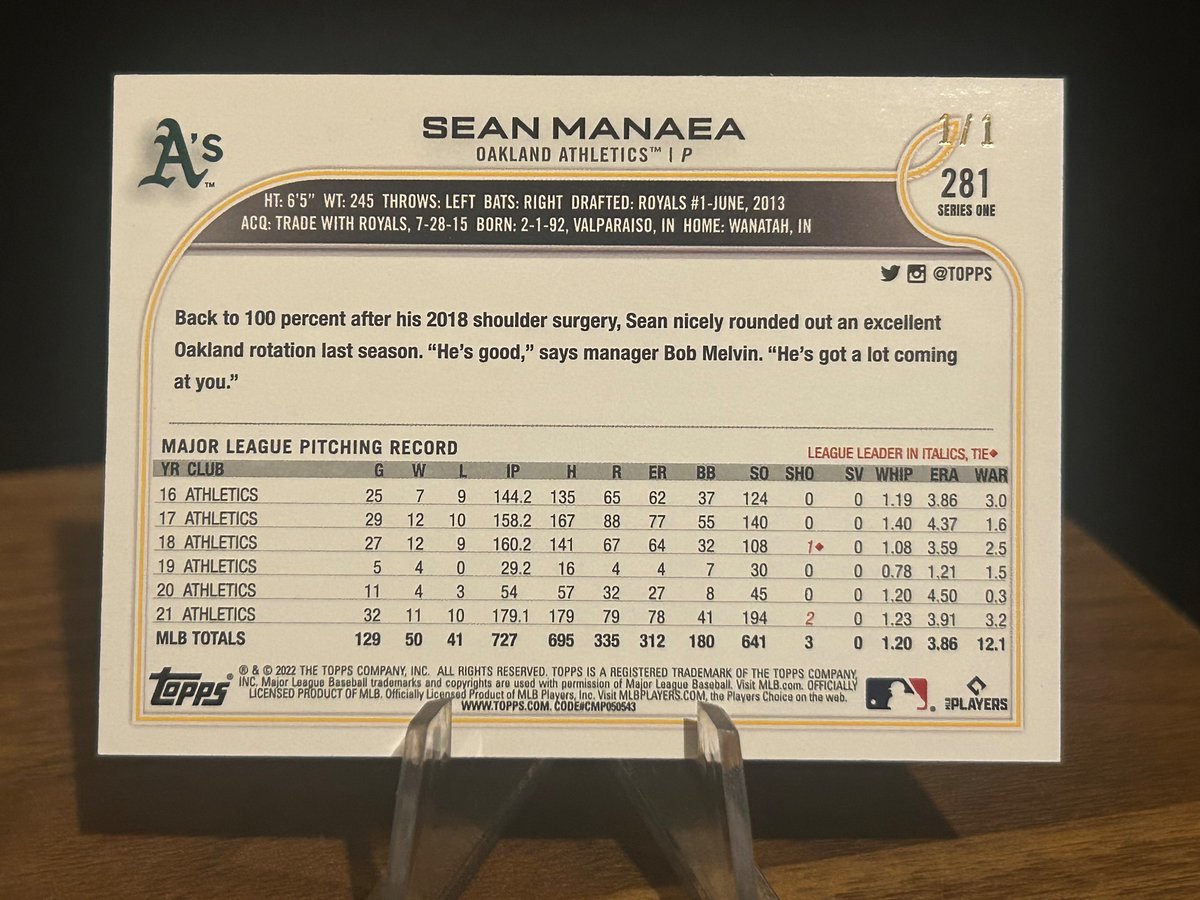 A's™
SEAN MANAEA
OAKLAND ATHLETICS™ | P
1/1
281
SERIES ONE
HT: 6'5" WT: 245 THROWS: LEFT BATS: RIGHT DRAFTED: ROYALS #1-JUNE, 2013
ACQ: TRADE WITH ROYALS, 7-28-15 BORN: 2-1-92, VALPARAISO, IN HOME: WANATAH, IN
@TOPPS
Back to 100 percent after his 2018 shoulder surgery, Sean nicely rounded out an excellent
Oakland rotation last season. “He's good,” says manager Bob Melvin. “He's got a lot coming
at you.”
MAJOR LEAGUE PITCHING RECORD
LEAGUE LEADER IN ITALICS, TIE♦
YR CLUB G W L IP H R ER BB SO SHO SV WHIP ERA WAR
16 ATHLETICS 25 7 9 144.2 135 65 62 37 124 0 0 1.19 3.86 3.0
17 ATHLETICS 29 12 10 158.2 167 88 77 55 140 0 0 1.40 4.37 1.6
18 ATHLETICS 27 12 9 160.2 141 67 64 32 108 1♦ 0 1.08 3.59 2.5
19 ATHLETICS 5 4 0 29.2 16 4 4 7 30 0 0 0.78 1.21 1.5
20 ATHLETICS 11 4 3 54 57 32 27 8 45 0 0 1.20 4.50 0.3
21 ATHLETICS 32 11 10 179.1 179 79 78 41 194 2 0 1.23 3.91 3.2
MLB TOTALS 129 50 41 727 695 335 312 180 641 3 0 1.20 3.86 12.1
topps®
® & © 2022 THE TOPPS COMPANY, INC. ALL RIGHTS RESERVED. TOPPS IS A REGISTERED TRADEMARK OF THE TOPPS COMPANY,
INC. Major League Baseball trademarks and copyrights are used with permission of Major League Baseball. Visit MLB.com. OFFICIALLY
LICENSED PRODUCT OF MLB. Officially Licensed Product of MLB Players, Inc. Visit MLBPLAYERS.COM, the Players Choice on the web.
WWW.TOPPS.COM. CODE#CMP050543
MLB PLAYERS